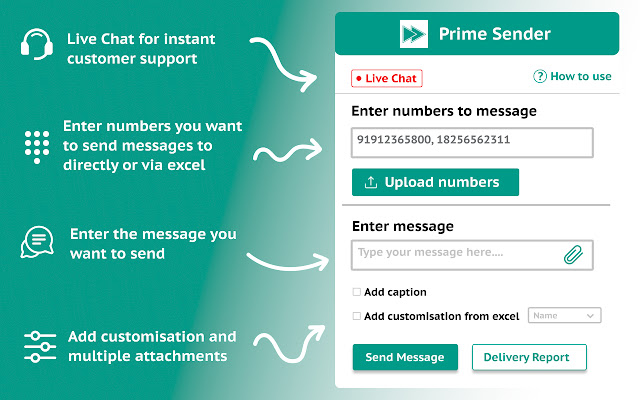 Live Chat for instant
customer support
Enter numbers you want
to send messages to
directly or via excel
Enter the message you
want to send
Add customisation and
multiple attachments
Prime Sender
Live Chat
? How to use
Enter numbers to message
91912365800, 18256562311
Upload numbers
Enter message
Type your message here....
Add caption
Add customisation from excel
Name
Send Message
Delivery Report